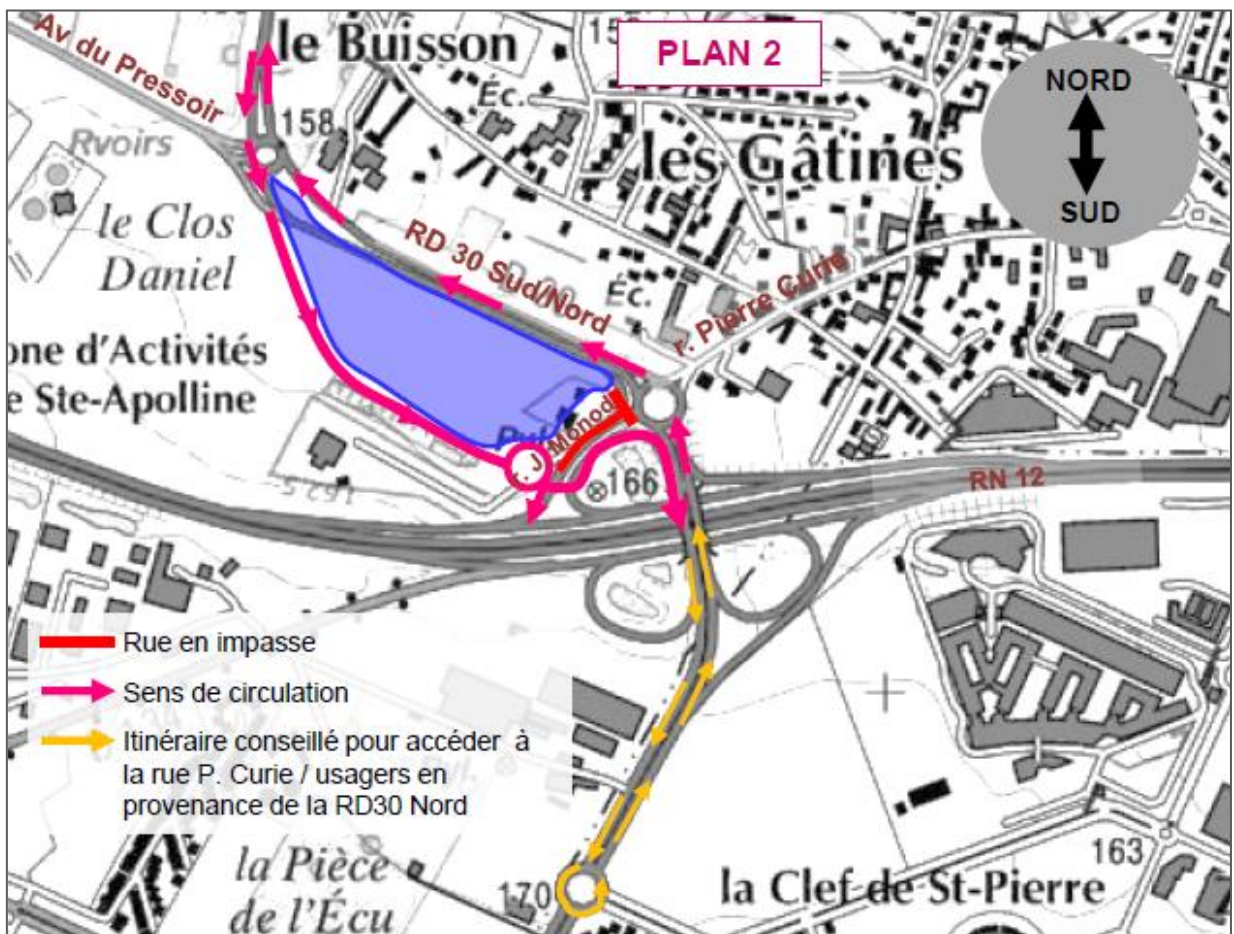 Av du Pressoir
le Buisson
PLAN 2
NORD
SUD
158
Éc.
Rvoirs
les Gâtines
le Clos
Daniel
RD 30 Sud/Nord
Éc.
r. Pierre Curie
one d'Activités
e Ste-Apolline
r. J. Monod
166
RN 12
Rue en impasse
Sens de circulation
Itinéraire conseillé pour accéder à
la rue P. Curie / usagers en
provenance de la RD30 Nord
163
la Pièce
de l'Écu
170
la Clef de St-Pierre